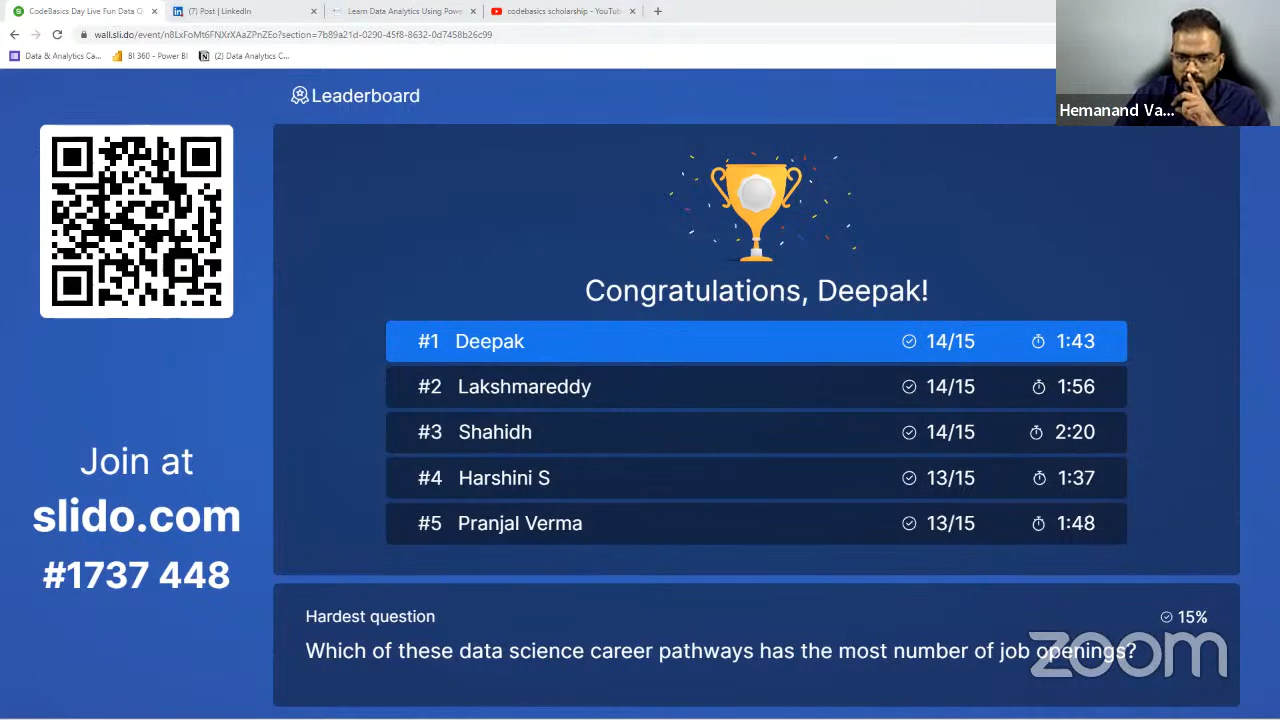 CodeBasics Day Live Fun Data Q
(7) Post | LinkedIn
Learn Data Analytics Using Powe
codebasics scholarship - YouTub
wall.sli.do/event/n8LxFoMt6FNXrXAaZPnZEo?section=7b89a21d-0290-45f8-8632-0d7458b26c99
Data & Analytics Ca...
BI 360 - Power BI
(2) Data Analytics C...
Hemanand Va...
Leaderboard
Congratulations, Deepak!
#1 Deepak 14/15 1:43
#2 Lakshmareddy 14/15 1:56
#3 Shahidh 14/15 2:20
#4 Harshini S 13/15 1:37
#5 Pranjal Verma 13/15 1:48
Join at
slido.com
#1737 448
Hardest question 15%
Which of these data science career pathways has the most number of job openings?
zoom